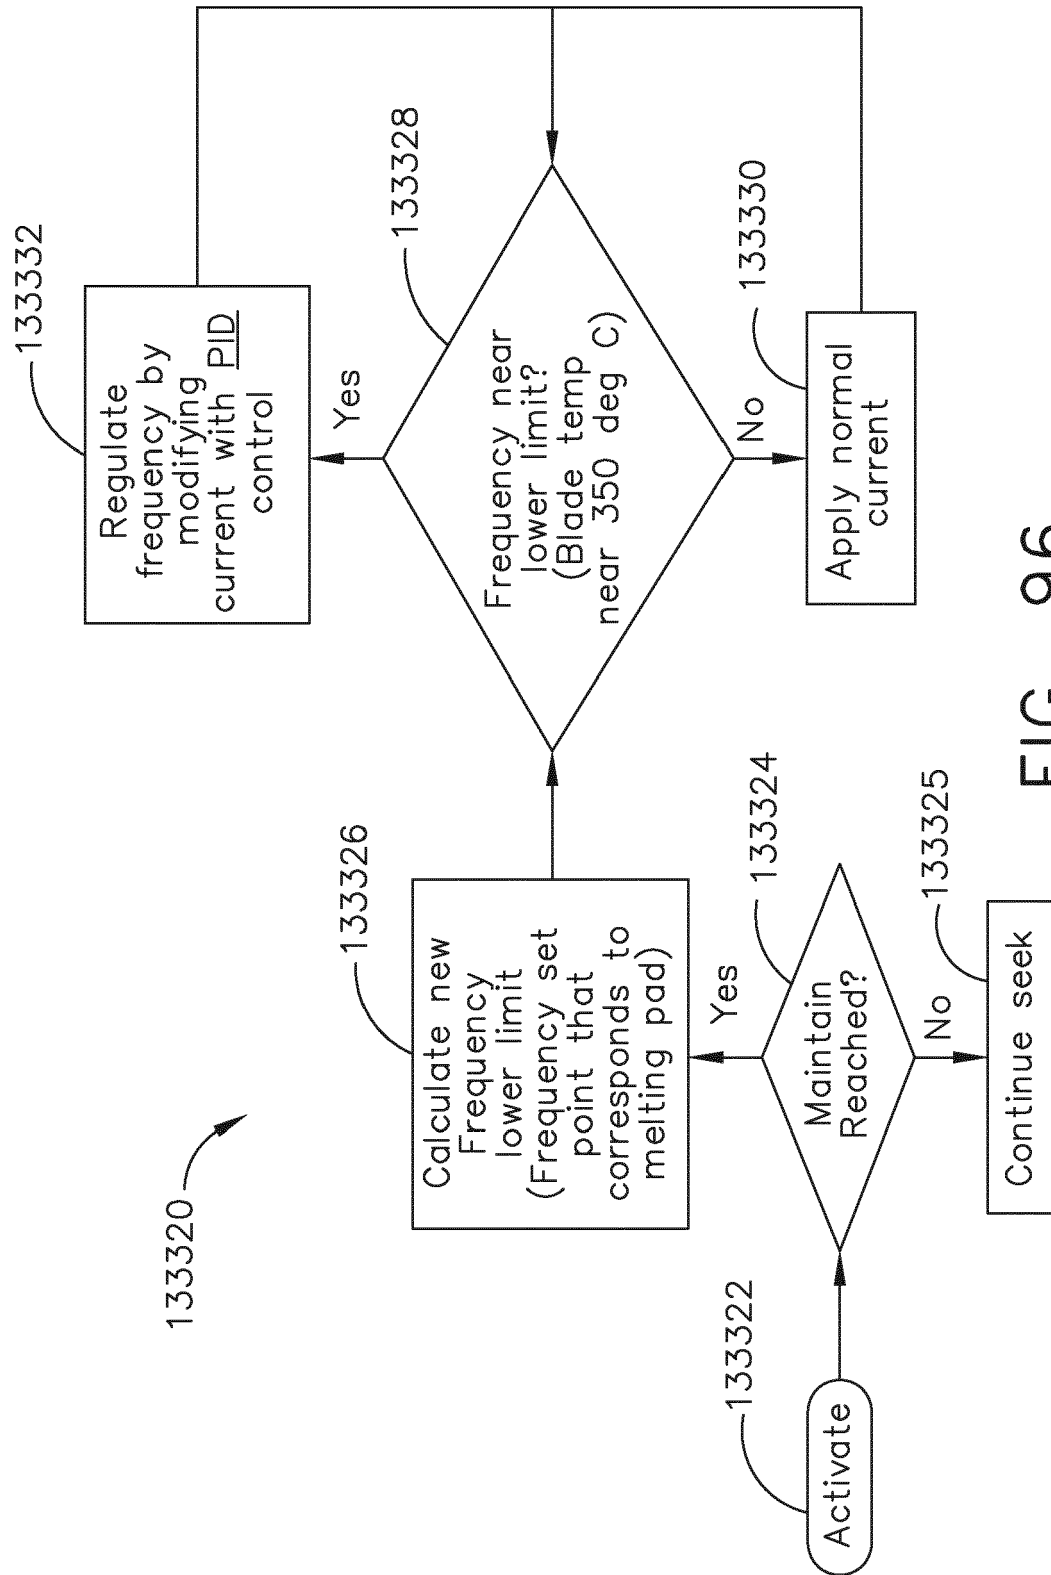 133320
Activate
133322
Maintain
Reached?
133324
Yes
No
Continue seek
133325
Calculate new
Frequency
lower limit
(Frequency set
point that
corresponds to
melting pad)
133326
Frequency near
lower limit?
(Blade temp
near 350 deg C)
133328
Yes
No
Regulate
frequency by
modifying
current with PID
control
133332
Apply normal
current
133330
FIG. 96